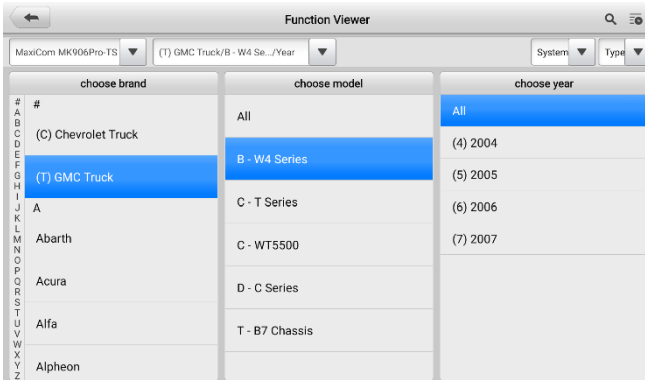 Function Viewer
MaxiCom MK906Pro-TS
(T) GMC Truck/B - W4 Se.../Year
System
Type
choose brand
choose model
choose year
#
A
B
C
D
E
F
G
H
I
J
K
L
M
N
O
P
Q
R
S
T
U
V
W
X
Y
Z
#
(C) Chevrolet Truck
(T) GMC Truck
A
Abarth
Acura
Alfa
Alpheon
All
B - W4 Series
C - T Series
C - WT5500
D - C Series
T - B7 Chassis
All
(4) 2004
(5) 2005
(6) 2006
(7) 2007